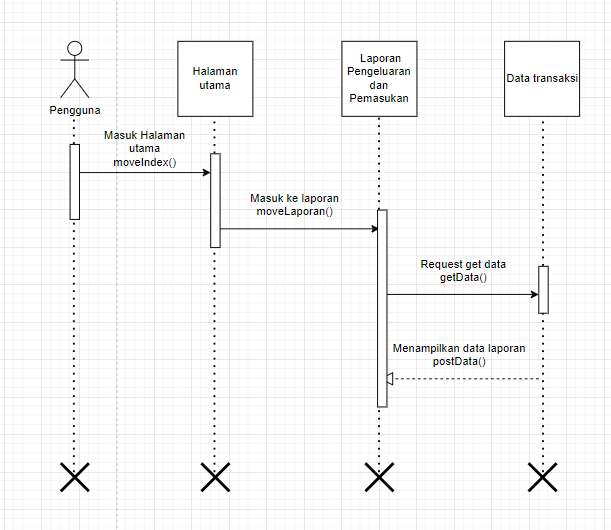 Pengguna
Halaman
utama
Laporan
Pengeluaran
dan
Pemasukan
Data transaksi
Masuk Halaman
utama
moveIndex()
Masuk ke laporan
moveLaporan()
Request get data
getData()
Menampilkan data laporan
postData()